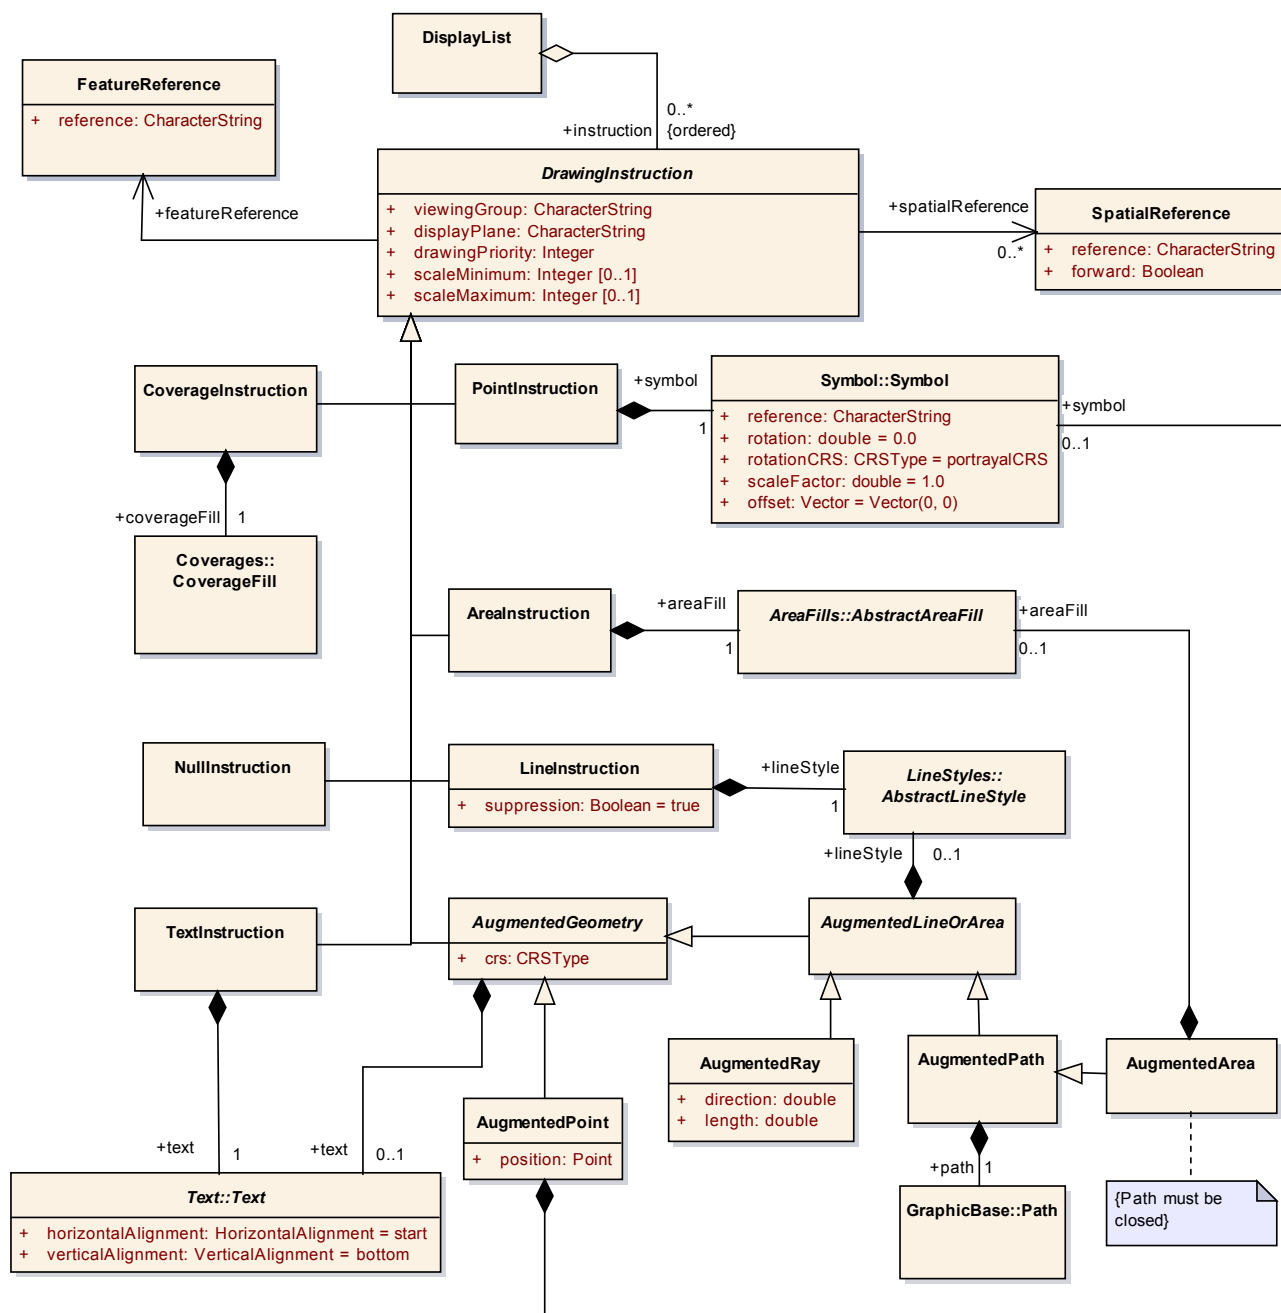 DisplayList
FeatureReference
+ reference: CharacterString
0..*
+instruction {ordered}
DrawingInstruction
+ viewingGroup: CharacterString
+ displayPlane: CharacterString
+ drawingPriority: Integer
+ scaleMinimum: Integer [0..1]
+ scaleMaximum: Integer [0..1]
+featureReference
+spatialReference
0..*
SpatialReference
+ reference: CharacterString
+ forward: Boolean
CoverageInstruction
PointInstruction
+symbol
1
Symbol::Symbol
+ reference: CharacterString
+ rotation: double = 0.0
+ rotationCRS: CRSType = portrayalCRS
+ scaleFactor: double = 1.0
+ offset: Vector = Vector(0, 0)
+symbol
0..1
+coverageFill 1
Coverages::
CoverageFill
AreaInstruction
+areaFill
1
AreaFills::AbstractAreaFill
+areaFill
0..1
NullInstruction
LineInstruction
+ suppression: Boolean = true
+lineStyle
1
LineStyles::
AbstractLineStyle
+lineStyle 0..1
TextInstruction
AugmentedGeometry
+ crs: CRSType
AugmentedLineOrArea
AugmentedRay
+ direction: double
+ length: double
AugmentedPath
AugmentedArea
AugmentedPoint
+ position: Point
+text 1
+text 0..1
+path 1
Text::Text
+ horizontalAlignment: HorizontalAlignment = start
+ verticalAlignment: VerticalAlignment = bottom
GraphicBase::Path
{Path must be
closed}